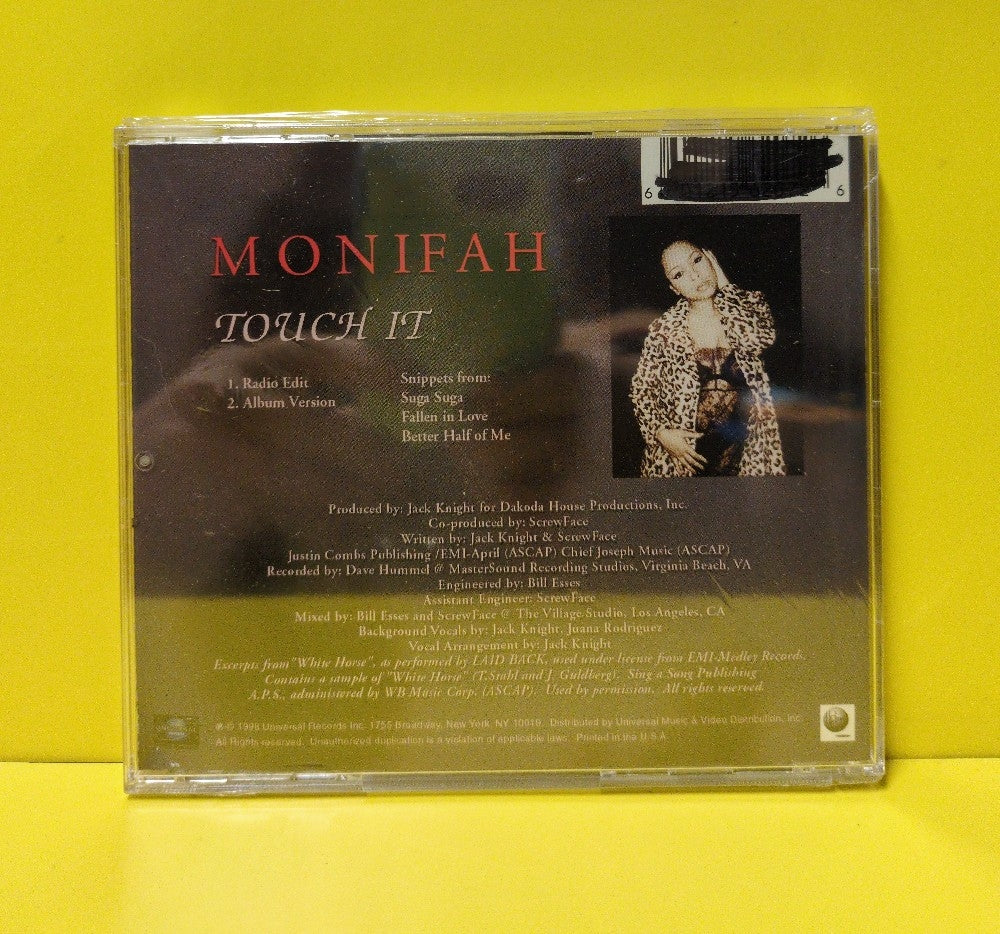 6 6
MONIFAH
TOUCH IT
1. Radio Edit
2. Album Version
Snippets from:
Suga Suga
Fallen in Love
Better Half of Me
Produced by: Jack Knight for Dakoda House Productions, Inc.
Co-produced by: ScrewFace
Written by: Jack Knight & ScrewFace
Justin Combs Publishing /EMI-April (ASCAP) Chief Joseph Music (ASCAP)
Recorded by: Dave Hummel @ MasterSound Recording Studios, Virginia Beach, VA
Engineered by: Bill Esses
Assistant Engineer: ScrewFace
Mixed by: Bill Esses and ScrewFace @ The Village Studio, Los Angeles, CA
Background Vocals by: Jack Knight, Juana Rodriguez
Vocal Arrangement by: Jack Knight
Excerpts from "White Horse", as performed by LAID BACK, used under license from EMI-Medley Records.
Contains a sample of "White Horse" (T. Stahl and J. Guldberg). Sing a Song Publishing
A.P.S., administered by WB Music Corp. (ASCAP). Used by permission. All rights reserved.
℗ © 1998 Universal Records Inc. 1755 Broadway, New York, NY 10019. Distributed by Universal Music & Video Distribution, Inc.
All Rights reserved. Unauthorized duplication is a violation of applicable laws. Printed in the U.S.A.